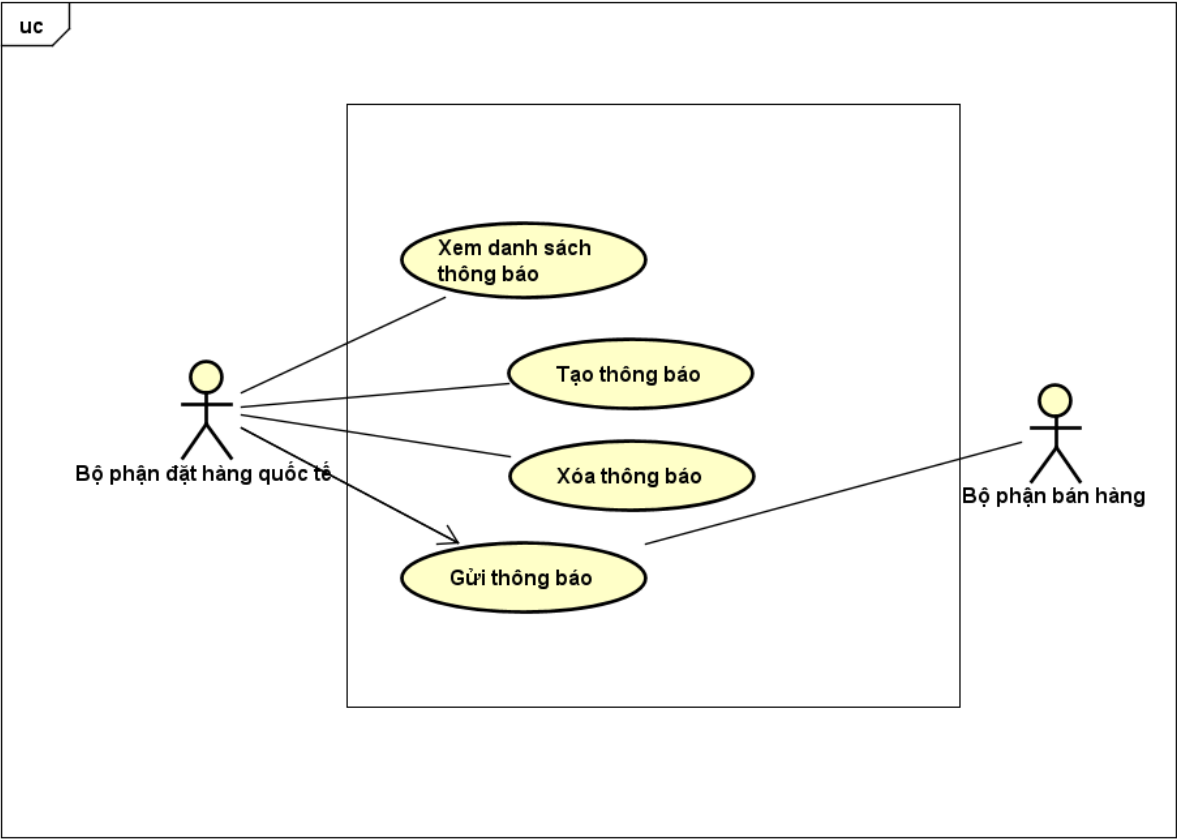 uc
Xem danh sách
thông báo
Tạo thông báo
Bộ phận đặt hàng quốc tế
Xóa thông báo
Bộ phận bán hàng
Gửi thông báo